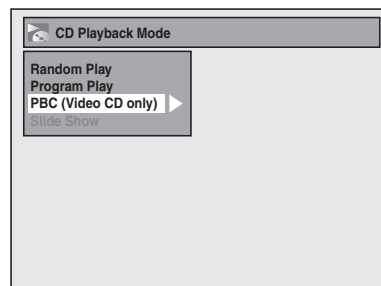 CD Playback Mode
Random Play
Program Play
PBC (Video CD only)
Slide Show